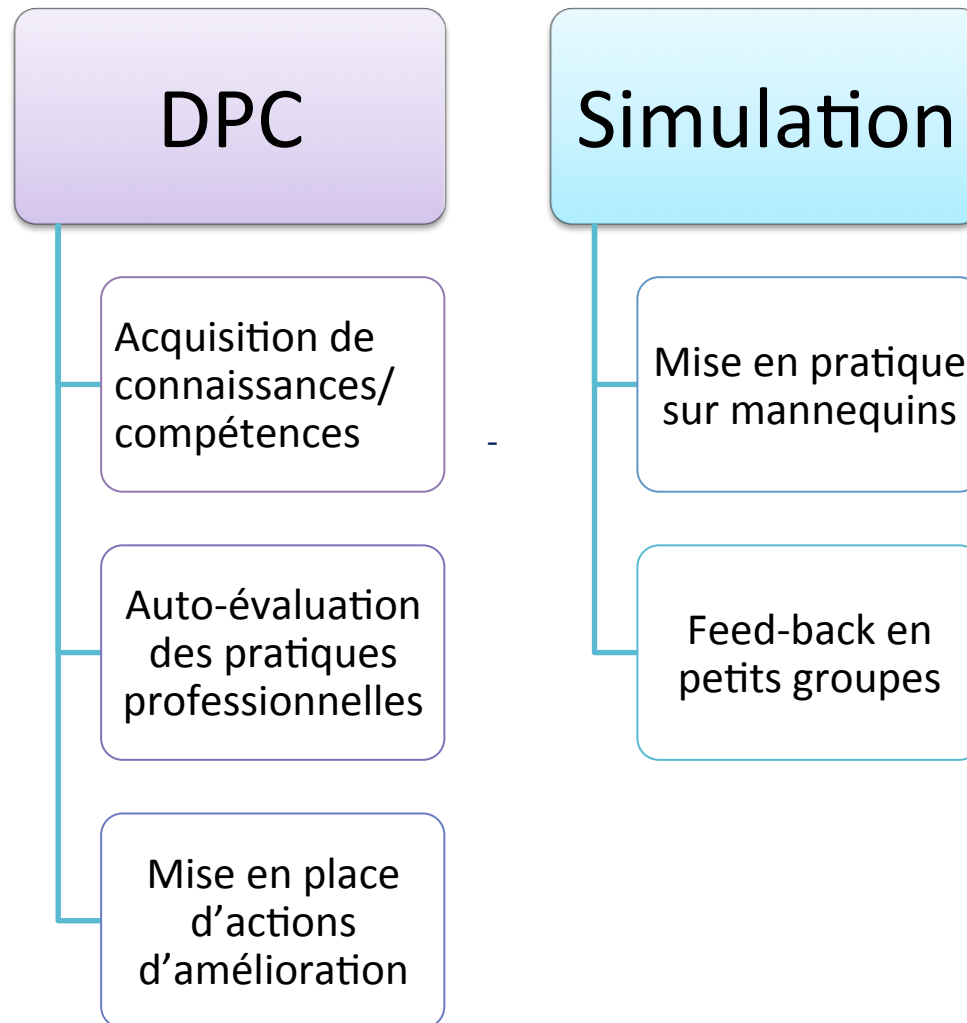 DPC
Acquisition de
connaissances/
compétences
Auto-évaluation
des pratiques
professionnelles
Mise en place
d’actions
d’amélioration
-
Simulation
Mise en pratique
sur mannequins
Feed-back en
petits groupes